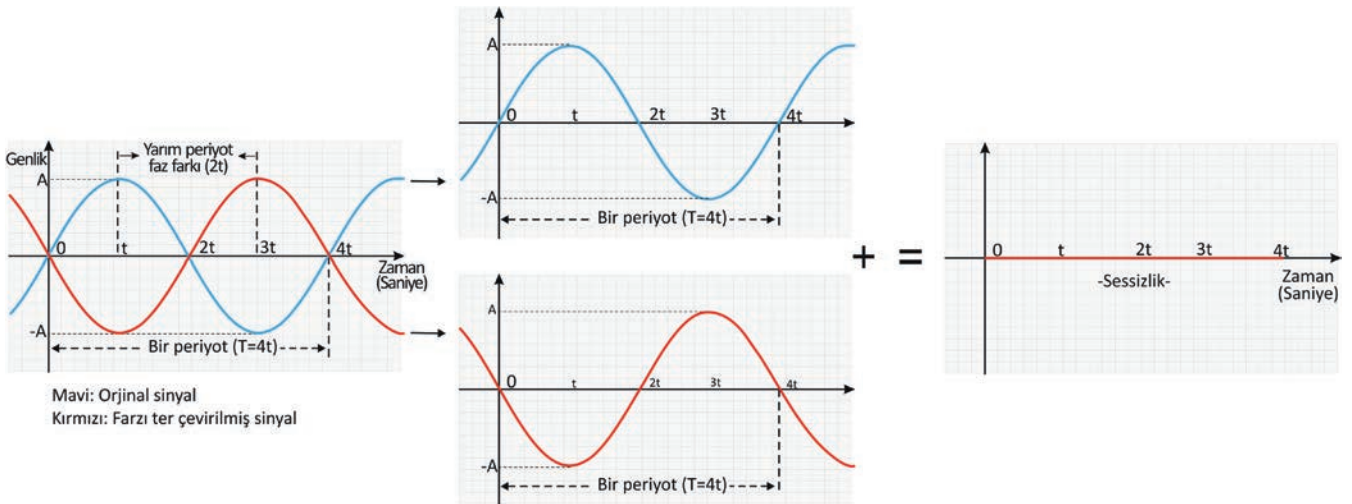 Genlik
Yarım periyot
faz farkı (2t)
A
0 t 2t 3t 4t
Zaman
(Saniye)
-A
Bir periyot (T=4t)
Mavi: Orjinal sinyal
Kırmızı: Farzı ter çevirilmiş sinyal
A
0 t 2t 3t 4t
-A
Bir periyot (T=4t)
A
0 t 2t 3t 4t
-A
Bir periyot (T=4t)
+ =
0 t 2t 3t 4t
-Sessizlik-
Zaman
(Saniye)